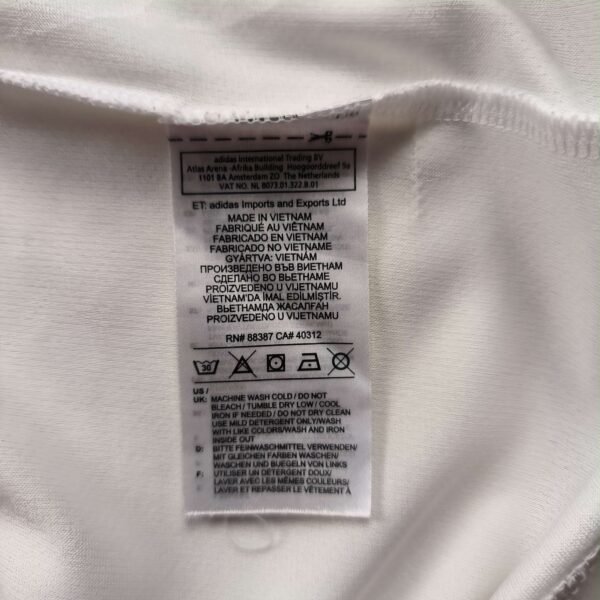 adidas International Trading BV
Atlas Arena -Afrika Building Hoogoorddreef 9a
1101 BA Amsterdam ZO The Netherlands
VAT NO: NL 8073.01.322.B.01
ET: adidas Imports and Exports Ltd
MADE IN VIETNAM
FABRIQUÉ AU VIÊTNAM
FABRICADO EN VIETNAM
FABRICADO NO VIETNAME
GYÁRTVA: VIETNÁM
ПРОИЗВЕДЕНО ВЪВ ВИЕТНАМ
СДЕЛАНО ВО ВЬЕТНАМЕ
PROIZVEDENO U VIJETNAMU
VİETNAM'DA İMAL EDİLMİŞTİR.
ВЬЕТНАМДА ЖАСАЛҒАН
PROIZVEDENO U VIJETNAMU
RN# 88387 CA# 40312
30
US /
UK: MACHINE WASH COLD / DO NOT
BLEACH / TUMBLE DRY LOW / COOL
IRON IF NEEDED / DO NOT DRY CLEAN
USE MILD DETERGENT ONLY/WASH
WITH LIKE COLORS/WASH AND IRON
INSIDE OUT
D: BITTE FEINWASCHMITTEL VERWENDEN/
MIT GLEICHEN FARBEN WASCHEN/
WASCHEN UND BUEGELN VON LINKS
F: UTILISER UN DÉTERGENT DOUX/
LAVER AVEC LES MÊMES COULEURS/
LAVER ET REPASSER LE VÊTEMENT À